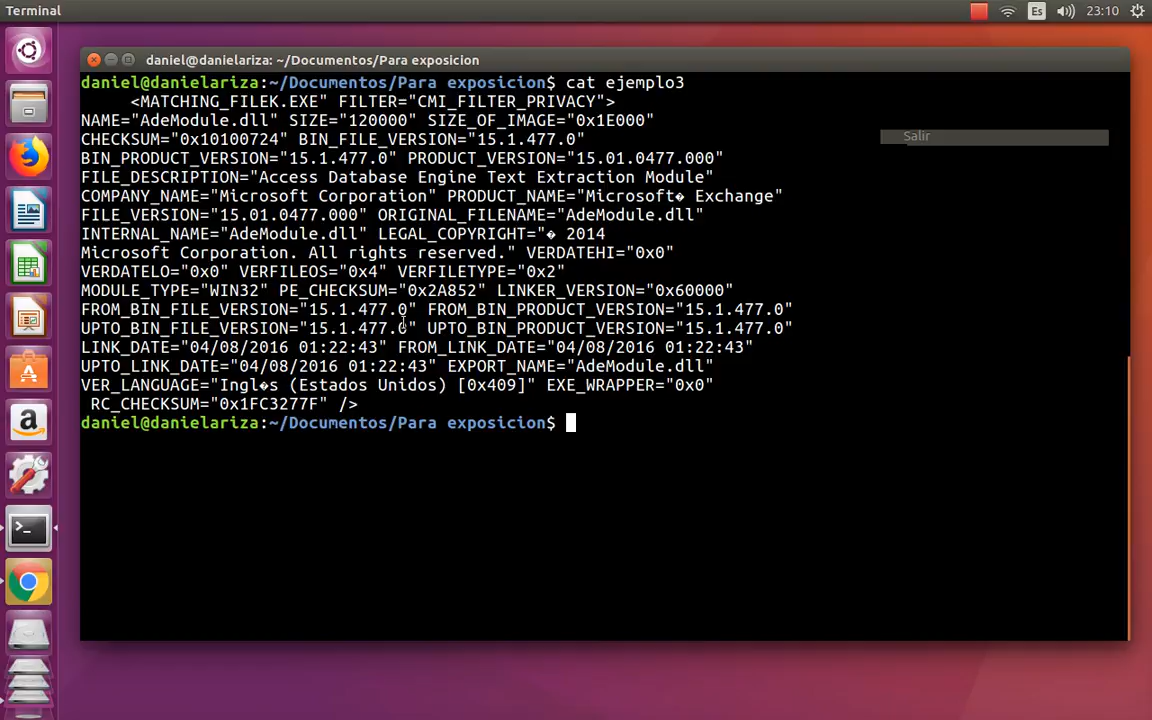 Terminal
Es
23:10
daniel@danielariza: ~/Documentos/Para exposicion
daniel@danielariza:~/Documentos/Para exposicion$ cat ejemplo3
<MATCHING_FILEK.EXE" FILTER="CMI_FILTER_PRIVACY">
NAME="AdeModule.dll" SIZE="120000" SIZE_OF_IMAGE="0x1E000"
CHECKSUM="0x10100724" BIN_FILE_VERSION="15.1.477.0"
Salir
BIN_PRODUCT_VERSION="15.1.477.0" PRODUCT_VERSION="15.01.0477.000"
FILE_DESCRIPTION="Access Database Engine Text Extraction Module"
COMPANY_NAME="Microsoft Corporation" PRODUCT_NAME="Microsoft� Exchange"
FILE_VERSION="15.01.0477.000" ORIGINAL_FILENAME="AdeModule.dll"
INTERNAL_NAME="AdeModule.dll" LEGAL_COPYRIGHT="� 2014
Microsoft Corporation. All rights reserved." VERDATEHI="0x0"
VERDATELO="0x0" VERFILEOS="0x4" VERFILETYPE="0x2"
MODULE_TYPE="WIN32" PE_CHECKSUM="0x2A852" LINKER_VERSION="0x60000"
FROM_BIN_FILE_VERSION="15.1.477.0" FROM_BIN_PRODUCT_VERSION="15.1.477.0"
UPTO_BIN_FILE_VERSION="15.1.477.0" UPTO_BIN_PRODUCT_VERSION="15.1.477.0"
LINK_DATE="04/08/2016 01:22:43" FROM_LINK_DATE="04/08/2016 01:22:43"
UPTO_LINK_DATE="04/08/2016 01:22:43" EXPORT_NAME="AdeModule.dll"
VER_LANGUAGE="Ingl�s (Estados Unidos) [0x409]" EXE_WRAPPER="0x0"
RC_CHECKSUM="0x1FC3277F" />
daniel@danielariza:~/Documentos/Para exposicion$